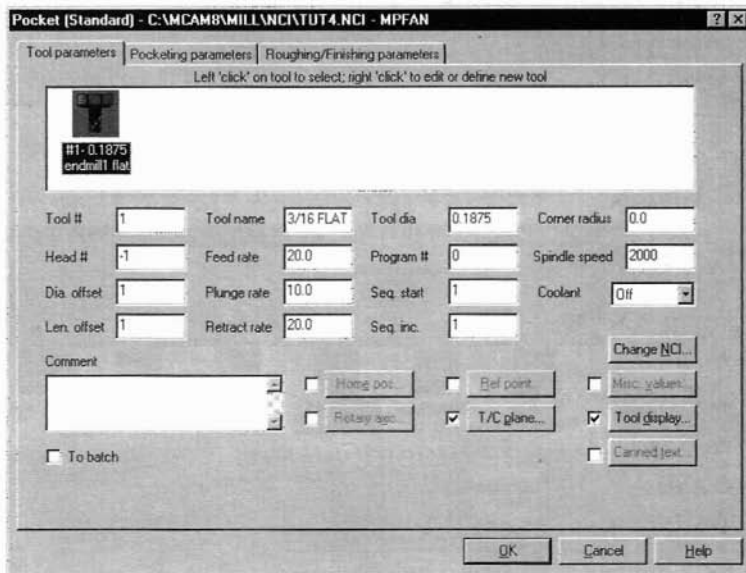 Pocket (Standard) - C:\MCAM8\MILL\NCI\TUT4.NCI - MPFAN
Tool parameters Pocketing parameters Roughing/Finishing parameters
Left 'click' on tool to select; right 'click' to edit or define new tool
#1- 0.1875
endmill1 flat
Tool # 1 Tool name 3/16 FLAT Tool dia 0.1875 Corner radius 0.0
Head # -1 Feed rate 20.0 Program # 0 Spindle speed 2000
Dia. offset 1 Plunge rate 10.0 Seq. start 1 Coolant Off
Len. offset 1 Retract rate 20.0 Seq. inc. 1
Change NCI...
Comment
Home pos... Ref point... Misc. values...
Rotary axis... T/C plane... Tool display...
To batch Canned text...
OK Cancel Help